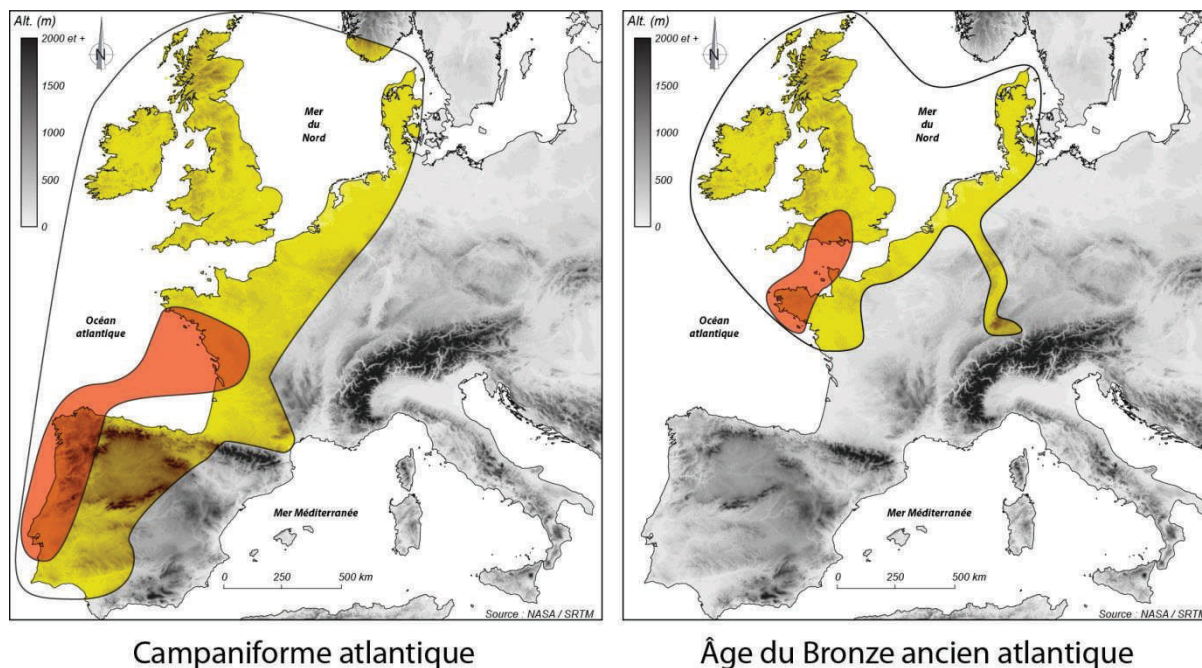 Alt. (m)
2000 et +
1500
1000
500
0
N
Mer
du
Nord
Océan
atlantique
Mer Méditerranée
0 250 500 km
Source : NASA / SRTM
Campaniforme atlantique
Alt. (m)
2000 et +
1500
1000
500
0
N
Mer
du
Nord
Océan
atlantique
Mer Méditerranée
0 250 500 km
Source : NASA / SRTM
Âge du Bronze ancien atlantique